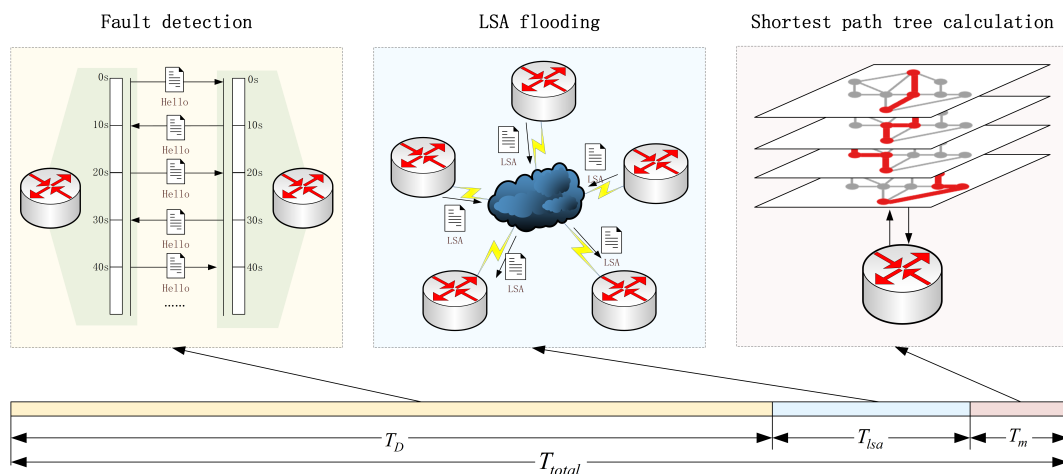 Fault detection
LSA flooding
Shortest path tree calculation
0s
Hello
0s
10s
Hello
10s
20s
Hello
20s
30s
Hello
30s
40s
Hello
40s
......
LSA
LSA
LSA
LSA
LSA
T_D
T_lsa
T_m
T_total